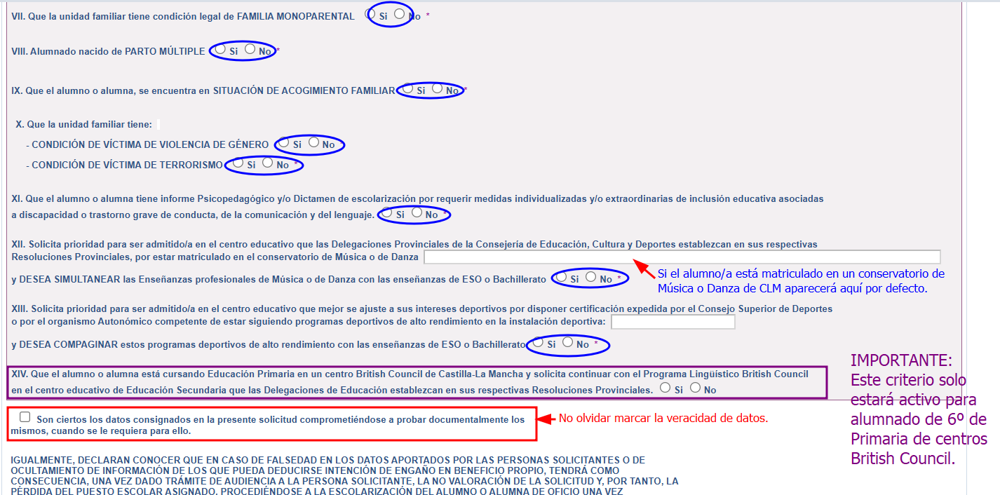 VII. Que la unidad familiar tiene condición legal de FAMILIA MONOPARENTAL Si No *
VIII. Alumnado nacido de PARTO MÚLTIPLE Si No *
IX. Que el alumno o alumna, se encuentra en SITUACIÓN DE ACOGIMIENTO FAMILIAR Si No *
X. Que la unidad familiar tiene:
- CONDICIÓN DE VÍCTIMA DE VIOLENCIA DE GÉNERO Si No *
- CONDICIÓN DE VÍCTIMA DE TERRORISMO Si No *
XI. Que el alumno o alumna tiene informe Psicopedagógico y/o Dictamen de escolarización por requerir medidas individualizadas y/o extraordinarias de inclusión educativa asociadas
a discapacidad o trastorno grave de conducta, de la comunicación y del lenguaje. Si No *
XII. Solicita prioridad para ser admitido/a en el centro educativo que las Delegaciones Provinciales de la Consejería de Educación, Cultura y Deportes establezcan en sus respectivas
Resoluciones Provinciales, por estar matriculado en el conservatorio de Música o de Danza
y DESEA SIMULTANEAR las Enseñanzas profesionales de Música o de Danza con las enseñanzas de ESO o Bachillerato Si No *
Si el alumno/a está matriculado en un conservatorio de
Música o Danza de CLM aparecerá aquí por defecto.
XIII. Solicita prioridad para ser admitido/a en el centro educativo que mejor se ajuste a sus intereses deportivos por disponer certificación expedida por el Consejo Superior de Deportes
o por el organismo Autonómico competente de estar siguiendo programas deportivos de alto rendimiento en la instalación deportiva:
y DESEA COMPAGINAR estos programas deportivos de alto rendimiento con las enseñanzas de ESO o Bachillerato Si No *
XIV. Que el alumno o alumna está cursando Educación Primaria en un centro British Council de Castilla-La Mancha y solicita continuar con el Programa Lingüístico British Council
en el centro educativo de Educación Secundaria que las Delegaciones de Educación establezcan en sus respectivas Resoluciones Provinciales. Si No
IMPORTANTE:
Este criterio solo
estará activo para
alumnado de 6º de
Primaria de centros
British Council.
Son ciertos los datos consignados en la presente solicitud comprometiéndose a probar documentalmente los
mismos, cuando se le requiera para ello.
No olvidar marcar la veracidad de datos.
IGUALMENTE, DECLARAN CONOCER QUE EN CASO DE FALSEDAD EN LOS DATOS APORTADOS POR LAS PERSONAS SOLICITANTES O DE
OCULTAMIENTO DE INFORMACIÓN DE LOS QUE PUEDA DEDUCIRSE INTENCIÓN DE ENGAÑO EN BENEFICIO PROPIO, TENDRÁ COMO
CONSECUENCIA, UNA VEZ DADO TRÁMITE DE AUDIENCIA A LA PERSONA SOLICITANTE, LA NO VALORACIÓN DE LA SOLICITUD Y, POR TANTO, LA
PÉRDIDA DEL PUESTO ESCOLAR ASIGNADO, PROCEDIÉNDOSE A LA ESCOLARIZACIÓN DEL ALUMNO O ALUMNA DE OFICIO UNA VEZ